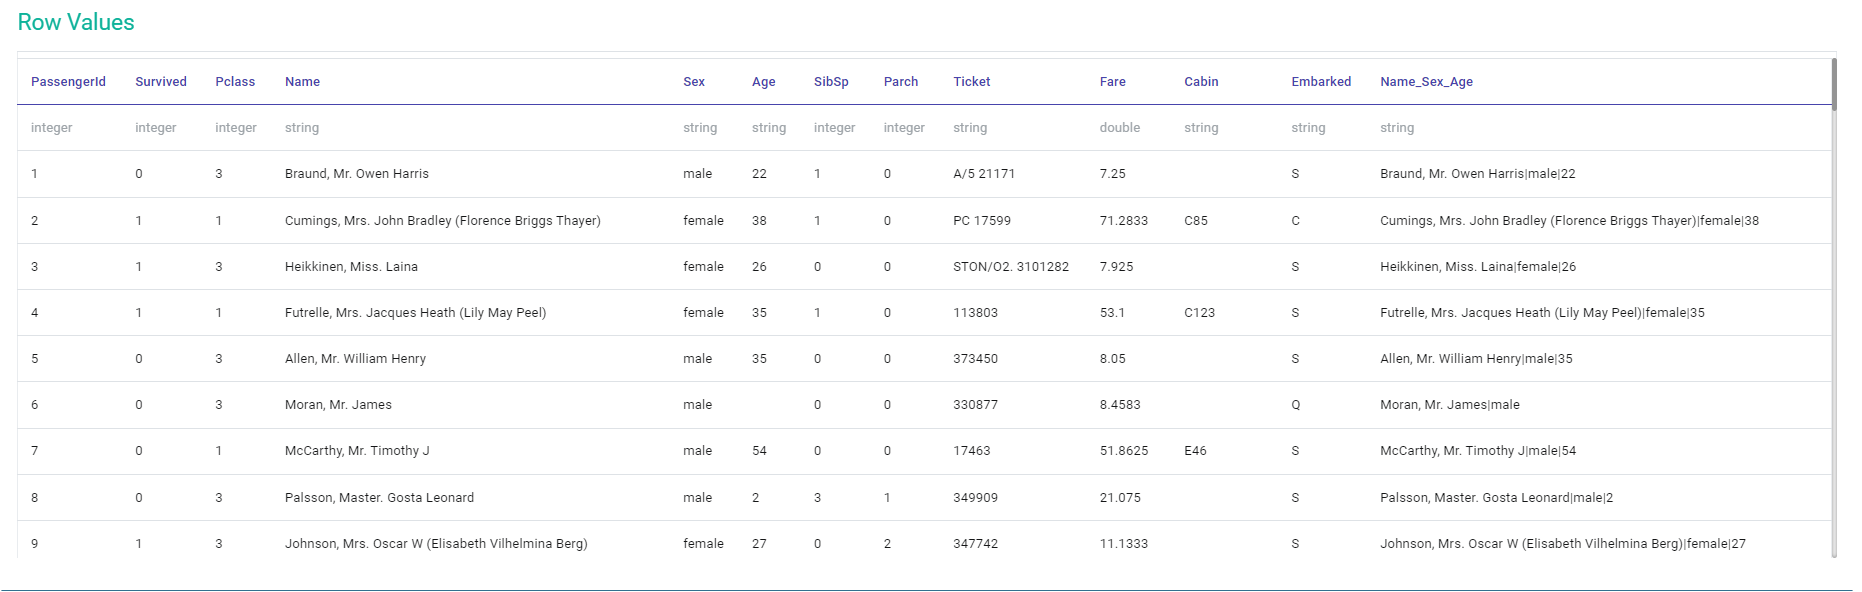 Row Values
PassengerId Survived Pclass Name Sex Age SibSp Parch Ticket Fare Cabin Embarked Name_Sex_Age
integer integer integer string string string integer integer string double string string string
1 0 3 Braund, Mr. Owen Harris male 22 1 0 A/5 21171 7.25 S Braund, Mr. Owen Harris|male|22
2 1 1 Cumings, Mrs. John Bradley (Florence Briggs Thayer) female 38 1 0 PC 17599 71.2833 C85 C Cumings, Mrs. John Bradley (Florence Briggs Thayer)|female|38
3 1 3 Heikkinen, Miss. Laina female 26 0 0 STON/O2. 3101282 7.925 S Heikkinen, Miss. Laina|female|26
4 1 1 Futrelle, Mrs. Jacques Heath (Lily May Peel) female 35 1 0 113803 53.1 C123 S Futrelle, Mrs. Jacques Heath (Lily May Peel)|female|35
5 0 3 Allen, Mr. William Henry male 35 0 0 373450 8.05 S Allen, Mr. William Henry|male|35
6 0 3 Moran, Mr. James male 0 0 330877 8.4583 Q Moran, Mr. James|male
7 0 1 McCarthy, Mr. Timothy J male 54 0 0 17463 51.8625 E46 S McCarthy, Mr. Timothy J|male|54
8 0 3 Palsson, Master. Gosta Leonard male 2 3 1 349909 21.075 S Palsson, Master. Gosta Leonard|male|2
9 1 3 Johnson, Mrs. Oscar W (Elisabeth Vilhelmina Berg) female 27 0 2 347742 11.1333 S Johnson, Mrs. Oscar W (Elisabeth Vilhelmina Berg)|female|27